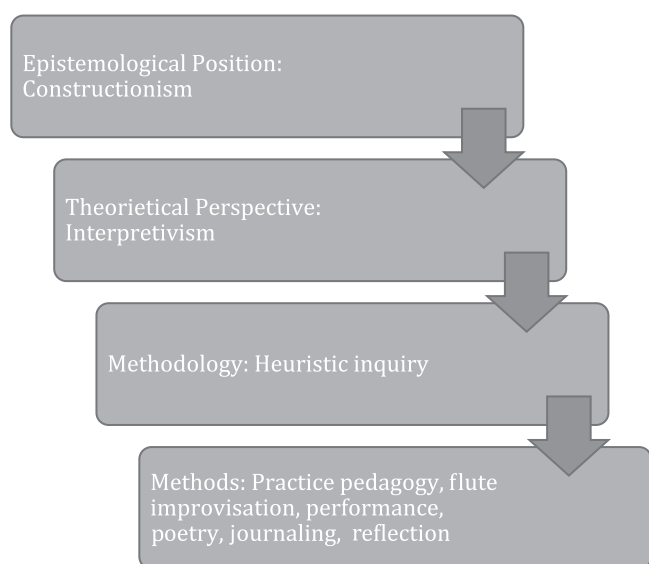 Epistemological Position:
Constructionism
Theorietical Perspective:
Interpretivism
Methodology: Heuristic inquiry
Methods: Practice pedagogy, flute
improvisation, performance,
poetry, journaling, reflection